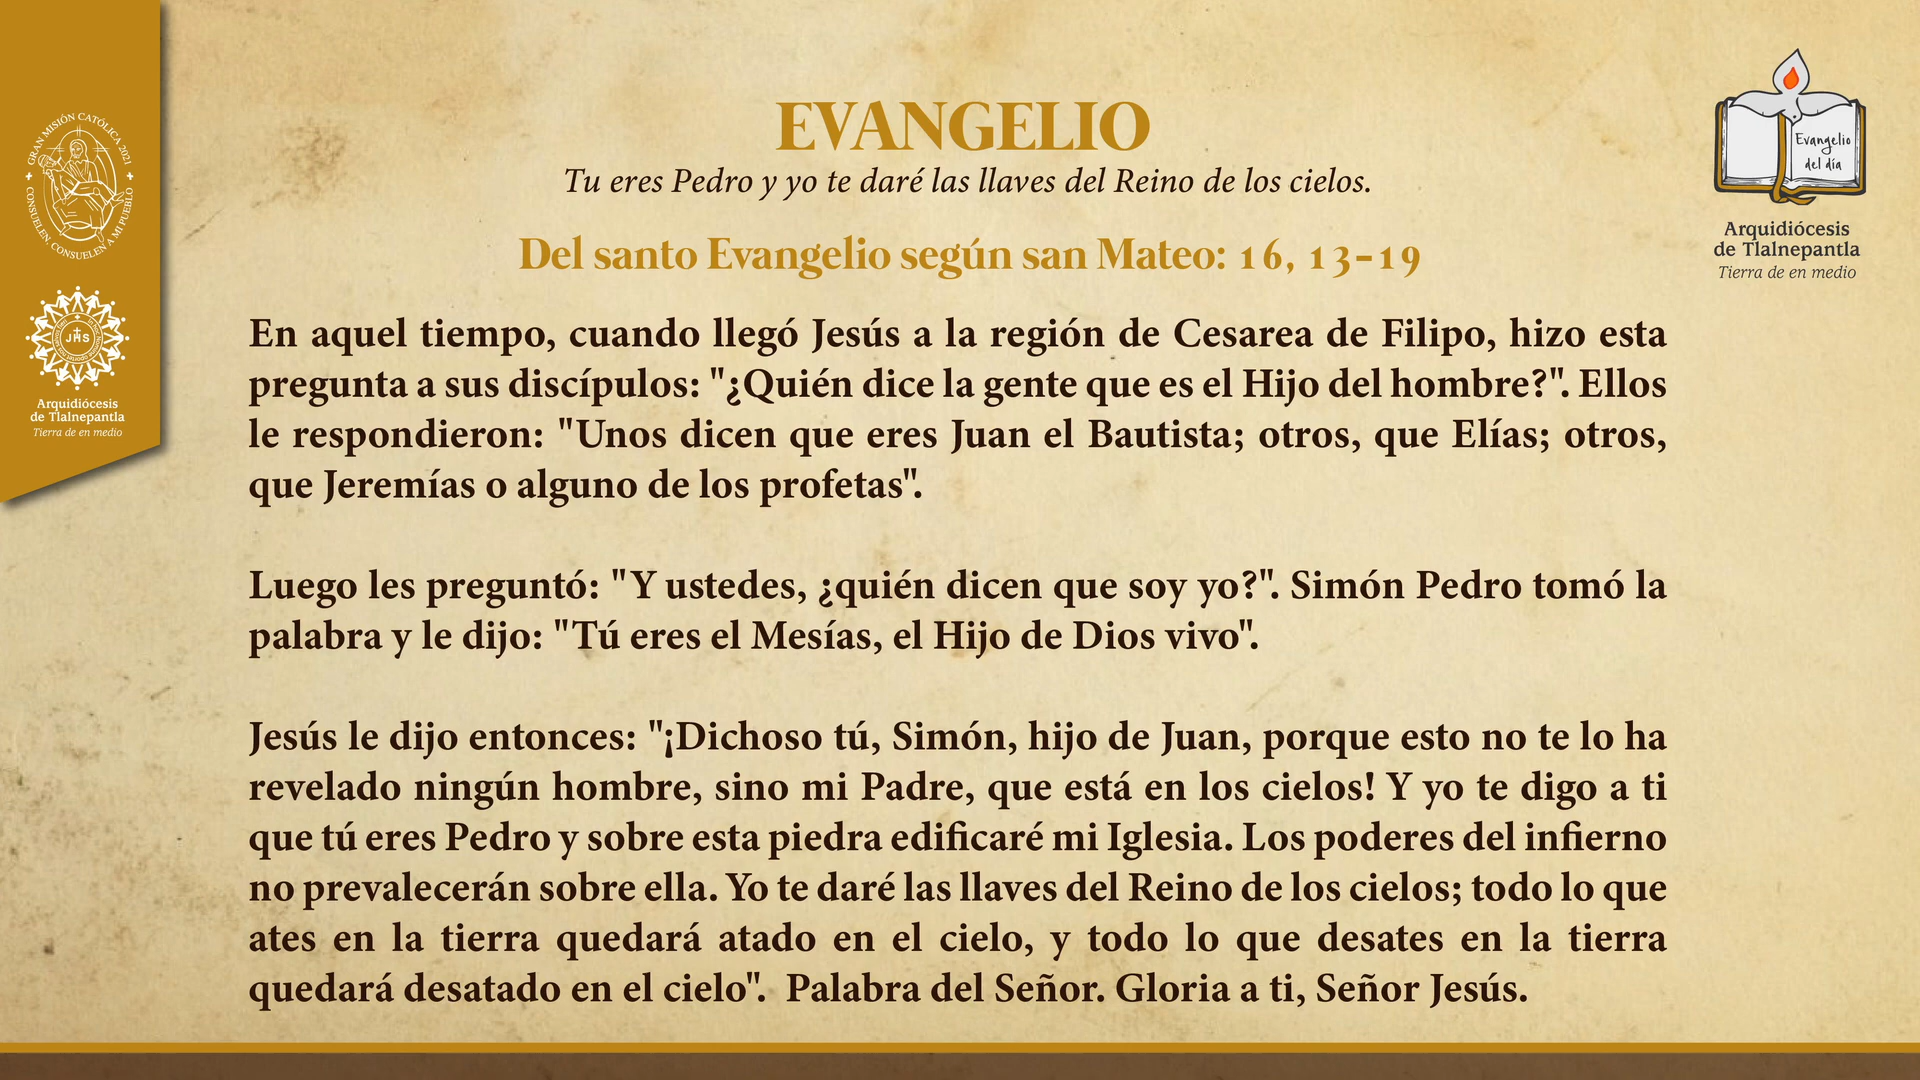 EVANGELIO
Tu eres Pedro y yo te daré las llaves del Reino de los cielos.
Del santo Evangelio según san Mateo: 16, 13-19
En aquel tiempo, cuando llegó Jesús a la región de Cesarea de Filipo, hizo esta
pregunta a sus discípulos: "¿Quién dice la gente que es el Hijo del hombre?". Ellos
le respondieron: "Unos dicen que eres Juan el Bautista; otros, que Elías; otros,
que Jeremías o alguno de los profetas".
Luego les preguntó: "Y ustedes, ¿quién dicen que soy yo?". Simón Pedro tomó la
palabra y le dijo: "Tú eres el Mesías, el Hijo de Dios vivo".
Jesús le dijo entonces: "¡Dichoso tú, Simón, hijo de Juan, porque esto no te lo ha
revelado ningún hombre, sino mi Padre, que está en los cielos! Y yo te digo a ti
que tú eres Pedro y sobre esta piedra edificaré mi Iglesia. Los poderes del infierno
no prevalecerán sobre ella. Yo te daré las llaves del Reino de los cielos; todo lo que
ates en la tierra quedará atado en el cielo, y todo lo que desates en la tierra
quedará desatado en el cielo". Palabra del Señor. Gloria a ti, Señor Jesús.
GRAN MISIÓN CATÓLICA 2021
CONSUELEN, CONSUELEN A MI PUEBLO
JHS
Arquidiócesis
de Tlalnepantla
Tierra de en medio
Evangelio
del día
Arquidiócesis
de Tlalnepantla
Tierra de en medio